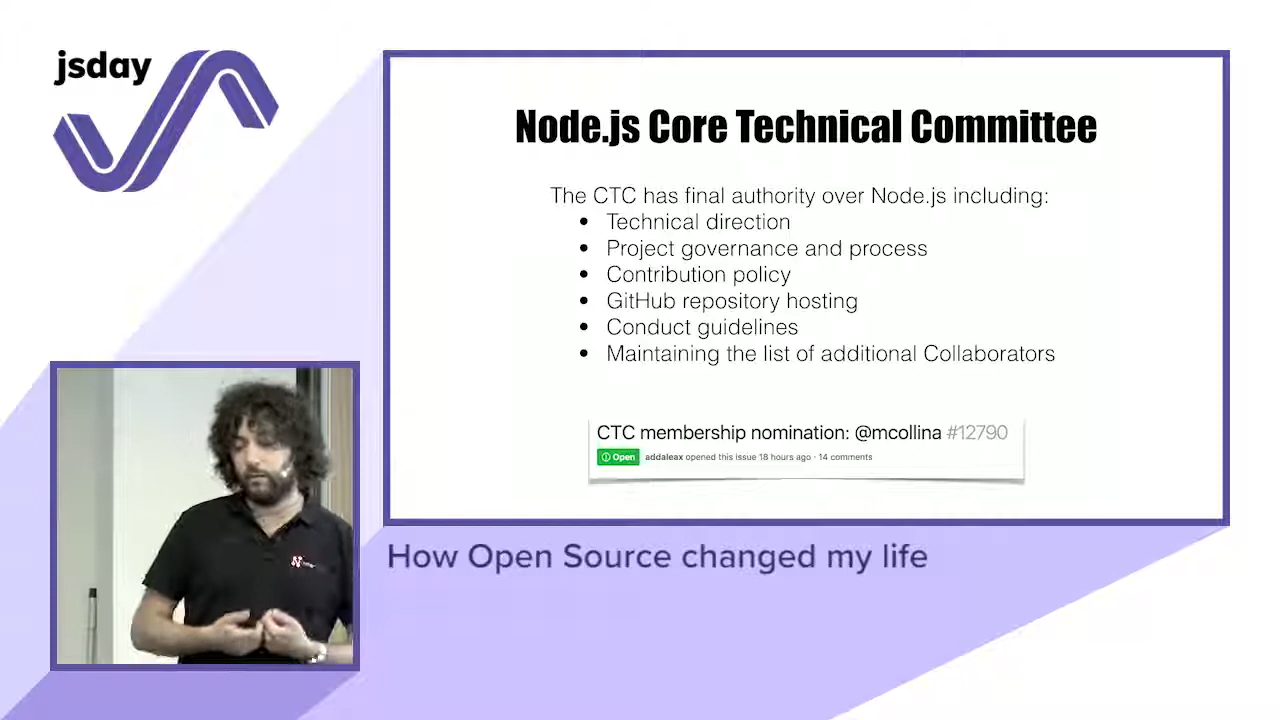 jsday
Node.js Core Technical Committee
The CTC has final authority over Node.js including:
• Technical direction
• Project governance and process
• Contribution policy
• GitHub repository hosting
• Conduct guidelines
• Maintaining the list of additional Collaborators
CTC membership nomination: @mcollina #12790
Open addaleax opened this issue 18 hours ago · 14 comments
How Open Source changed my life